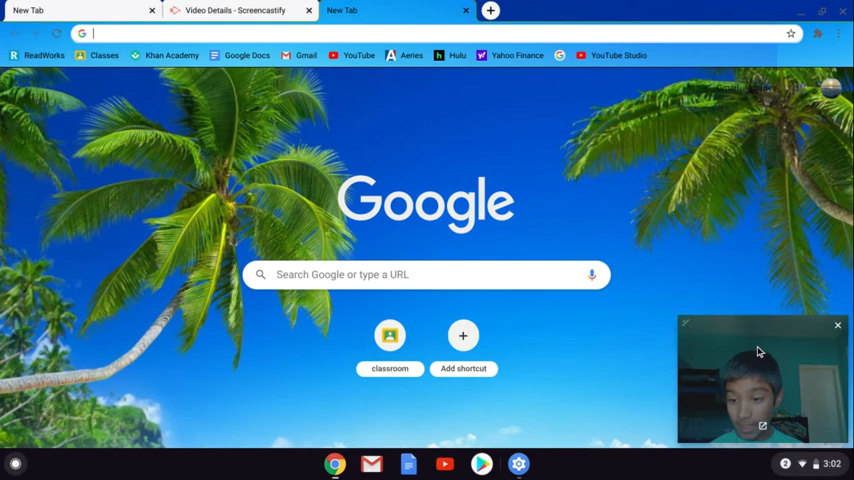 New Tab
Video Details - Screencastify
New Tab
ReadWorks
Classes
Khan Academy
Google Docs
Gmail
YouTube
Aeries
Hulu
Yahoo Finance
YouTube Studio
Google
Search Google or type a URL
classroom
Add shortcut
2
3:02